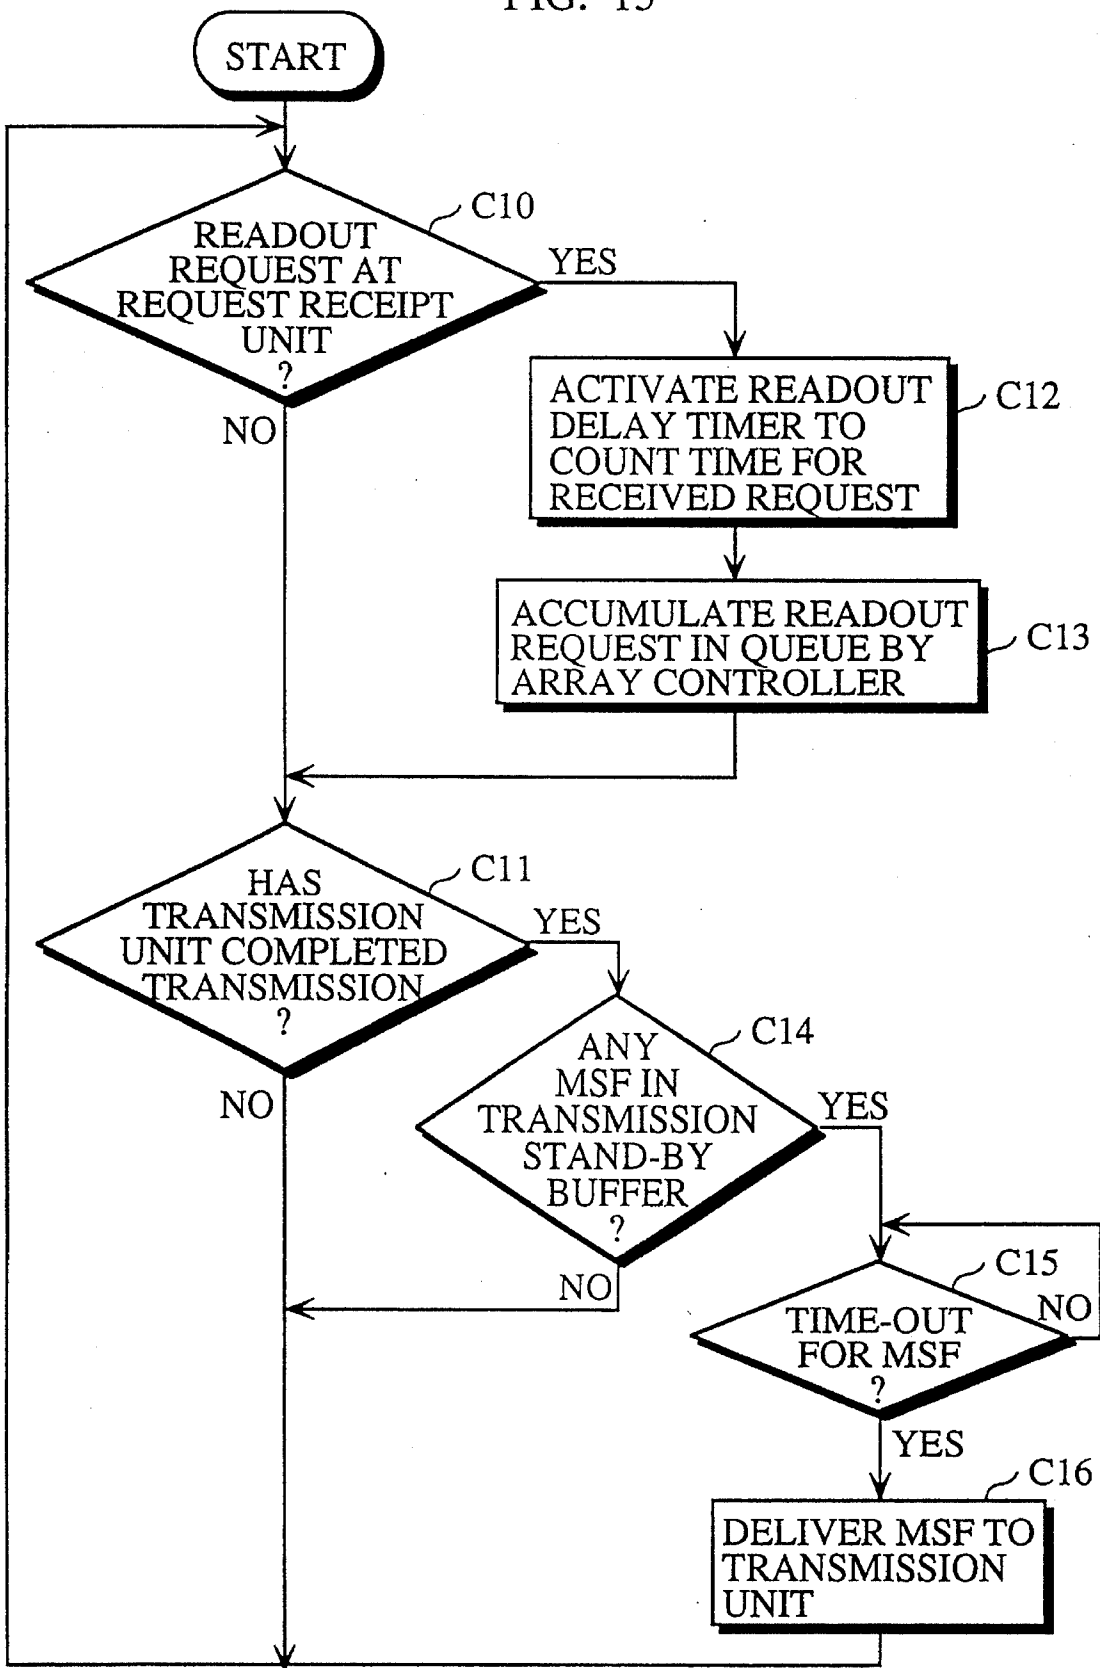 START
C10
READOUT
REQUEST AT
REQUEST RECEIPT
UNIT
?
YES
NO
C12
ACTIVATE READOUT
DELAY TIMER TO
COUNT TIME FOR
RECEIVED REQUEST
C13
ACCUMULATE READOUT
REQUEST IN QUEUE BY
ARRAY CONTROLLER
C11
HAS
TRANSMISSION
UNIT COMPLETED
TRANSMISSION
?
YES
NO
C14
ANY
MSF IN
TRANSMISSION
STAND-BY
BUFFER
?
YES
NO
C15
TIME-OUT
FOR MSF
?
NO
YES
C16
DELIVER MSF TO
TRANSMISSION
UNIT